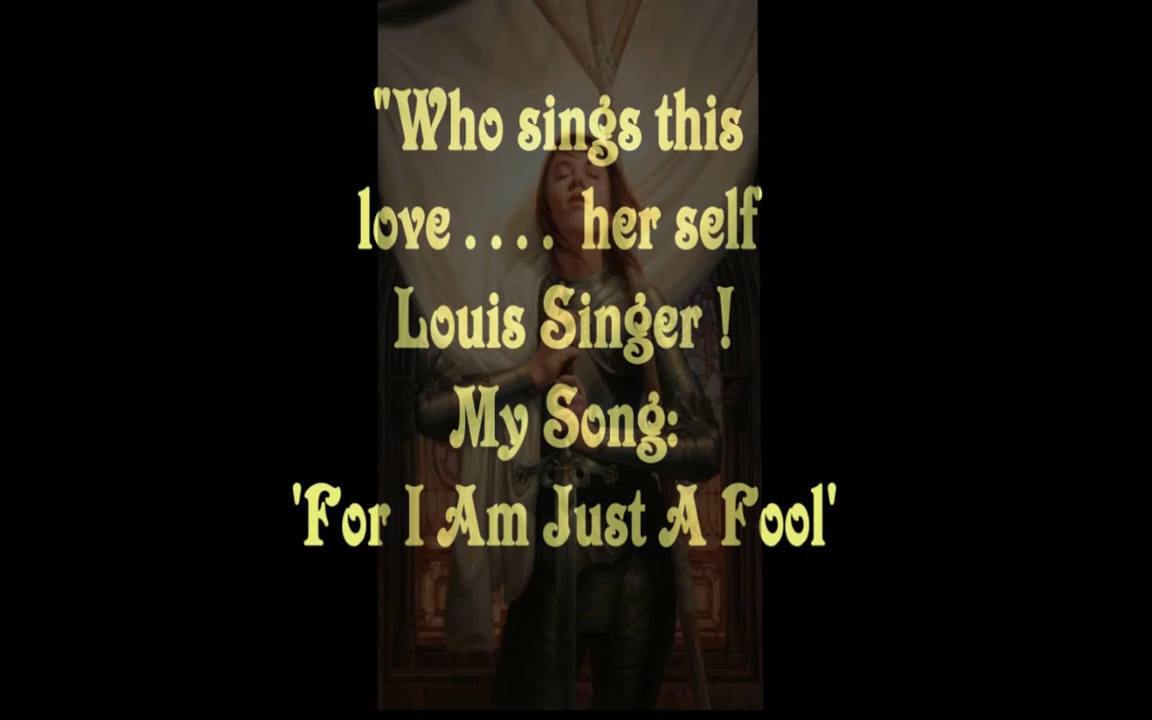 "Who sings this
love . . . . her self
Louis Singer !
My Song:
'For I Am Just A Fool'